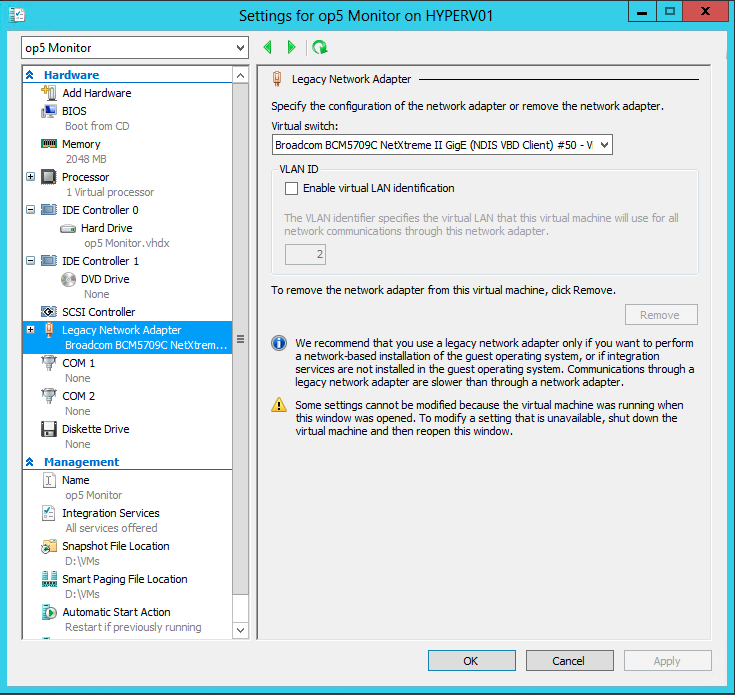 Settings for op5 Monitor on HYPERV01
op5 Monitor
Hardware
Add Hardware
BIOS
Boot from CD
Memory
2048 MB
Processor
1 Virtual processor
IDE Controller 0
Hard Drive
op5 Monitor.vhdx
IDE Controller 1
DVD Drive
None
SCSI Controller
Legacy Network Adapter
Broadcom BCM5709C NetXtrem...
COM 1
None
COM 2
None
Diskette Drive
None
Management
Name
op5 Monitor
Integration Services
All services offered
Snapshot File Location
D:\VMs
Smart Paging File Location
D:\VMs
Automatic Start Action
Restart if previously running
Legacy Network Adapter
Specify the configuration of the network adapter or remove the network adapter.
Virtual switch:
Broadcom BCM5709C NetXtreme II GigE (NDIS VBD Client) #50 - Vi
VLAN ID
Enable virtual LAN identification
The VLAN identifier specifies the virtual LAN that this virtual machine will use for all
network communications through this network adapter.
2
To remove the network adapter from this virtual machine, click Remove.
Remove
We recommend that you use a legacy network adapter only if you want to perform
a network-based installation of the guest operating system, or if integration
services are not installed in the guest operating system. Communications through a
legacy network adapter are slower than through a network adapter.
Some settings cannot be modified because the virtual machine was running when
this window was opened. To modify a setting that is unavailable, shut down the
virtual machine and then reopen this window.
OK
Cancel
Apply